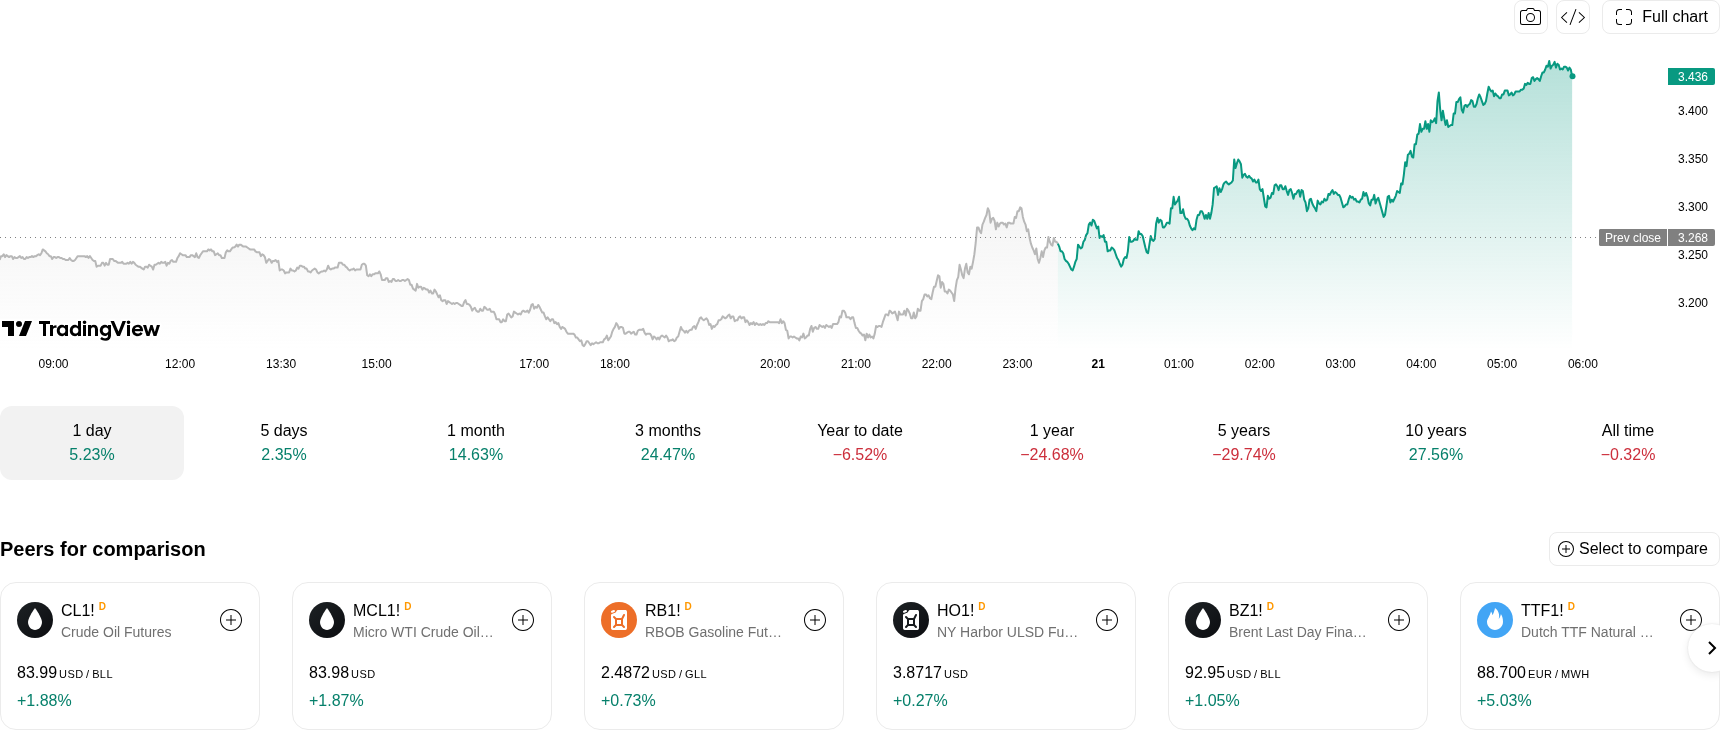 Full chart
3.436
3.400
3.350
3.300
Prev close 3.268
3.250
3.200
TradingView
09:00 12:00 13:30 15:00 17:00 18:00 20:00 21:00 22:00 23:00 21 01:00 02:00 03:00 04:00 05:00 06:00
1 day 5 days 1 month 3 months Year to date 1 year 5 years 10 years All time
5.23% 2.35% 14.63% 24.47% −6.52% −24.68% −29.74% 27.56% −0.32%
Peers for comparison
Select to compare
CL1! D
Crude Oil Futures
83.99 USD / BLL
+1.88%
MCL1! D
Micro WTI Crude Oil…
83.98 USD
+1.87%
RB1! D
RBOB Gasoline Fut…
2.4872 USD / GLL
+0.73%
HO1! D
NY Harbor ULSD Fu…
3.8717 USD
+0.27%
BZ1! D
Brent Last Day Fina…
92.95 USD / BLL
+1.05%
TTF1! D
Dutch TTF Natural …
88.700 EUR / MWH
+5.03%